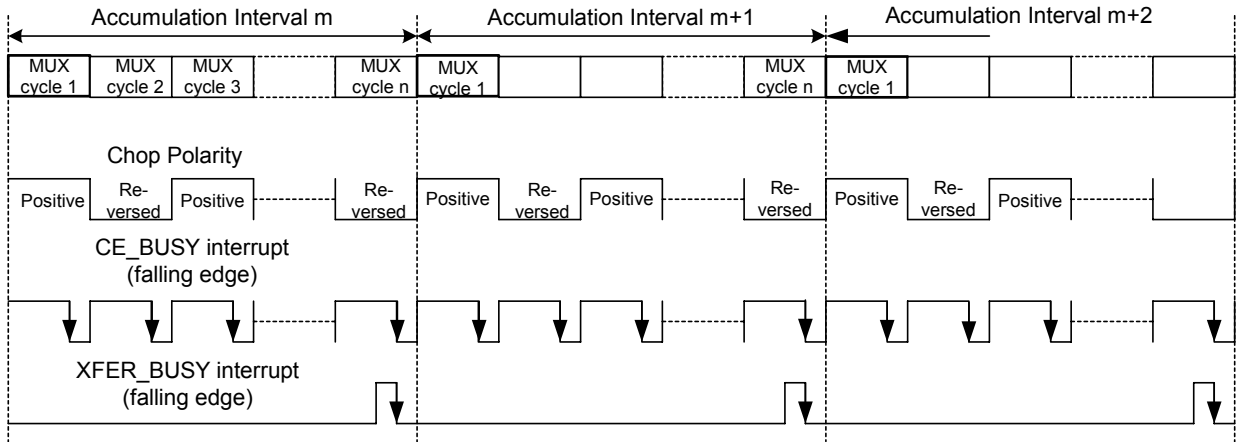 Accumulation Interval m
Accumulation Interval m+1
Accumulation Interval m+2
MUX
cycle 1
MUX
cycle 2
MUX
cycle 3
MUX
cycle n
MUX
cycle 1
MUX
cycle n
MUX
cycle 1
Chop Polarity
Positive
Re-
versed
Positive
Re-
versed
Positive
Re-
versed
Positive
Re-
versed
Positive
Re-
versed
Positive
CE_BUSY interrupt
(falling edge)
XFER_BUSY interrupt
(falling edge)